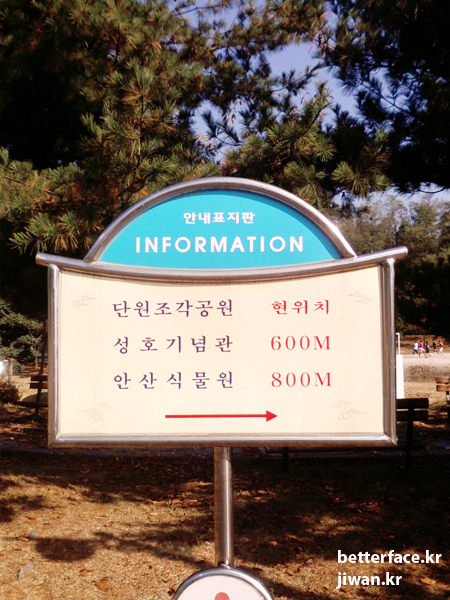 안내표지판
INFORMATION
단원조각공원 현위치
성호기념관 600M
안산식물원 800M
betterface.kr
jiwan.kr